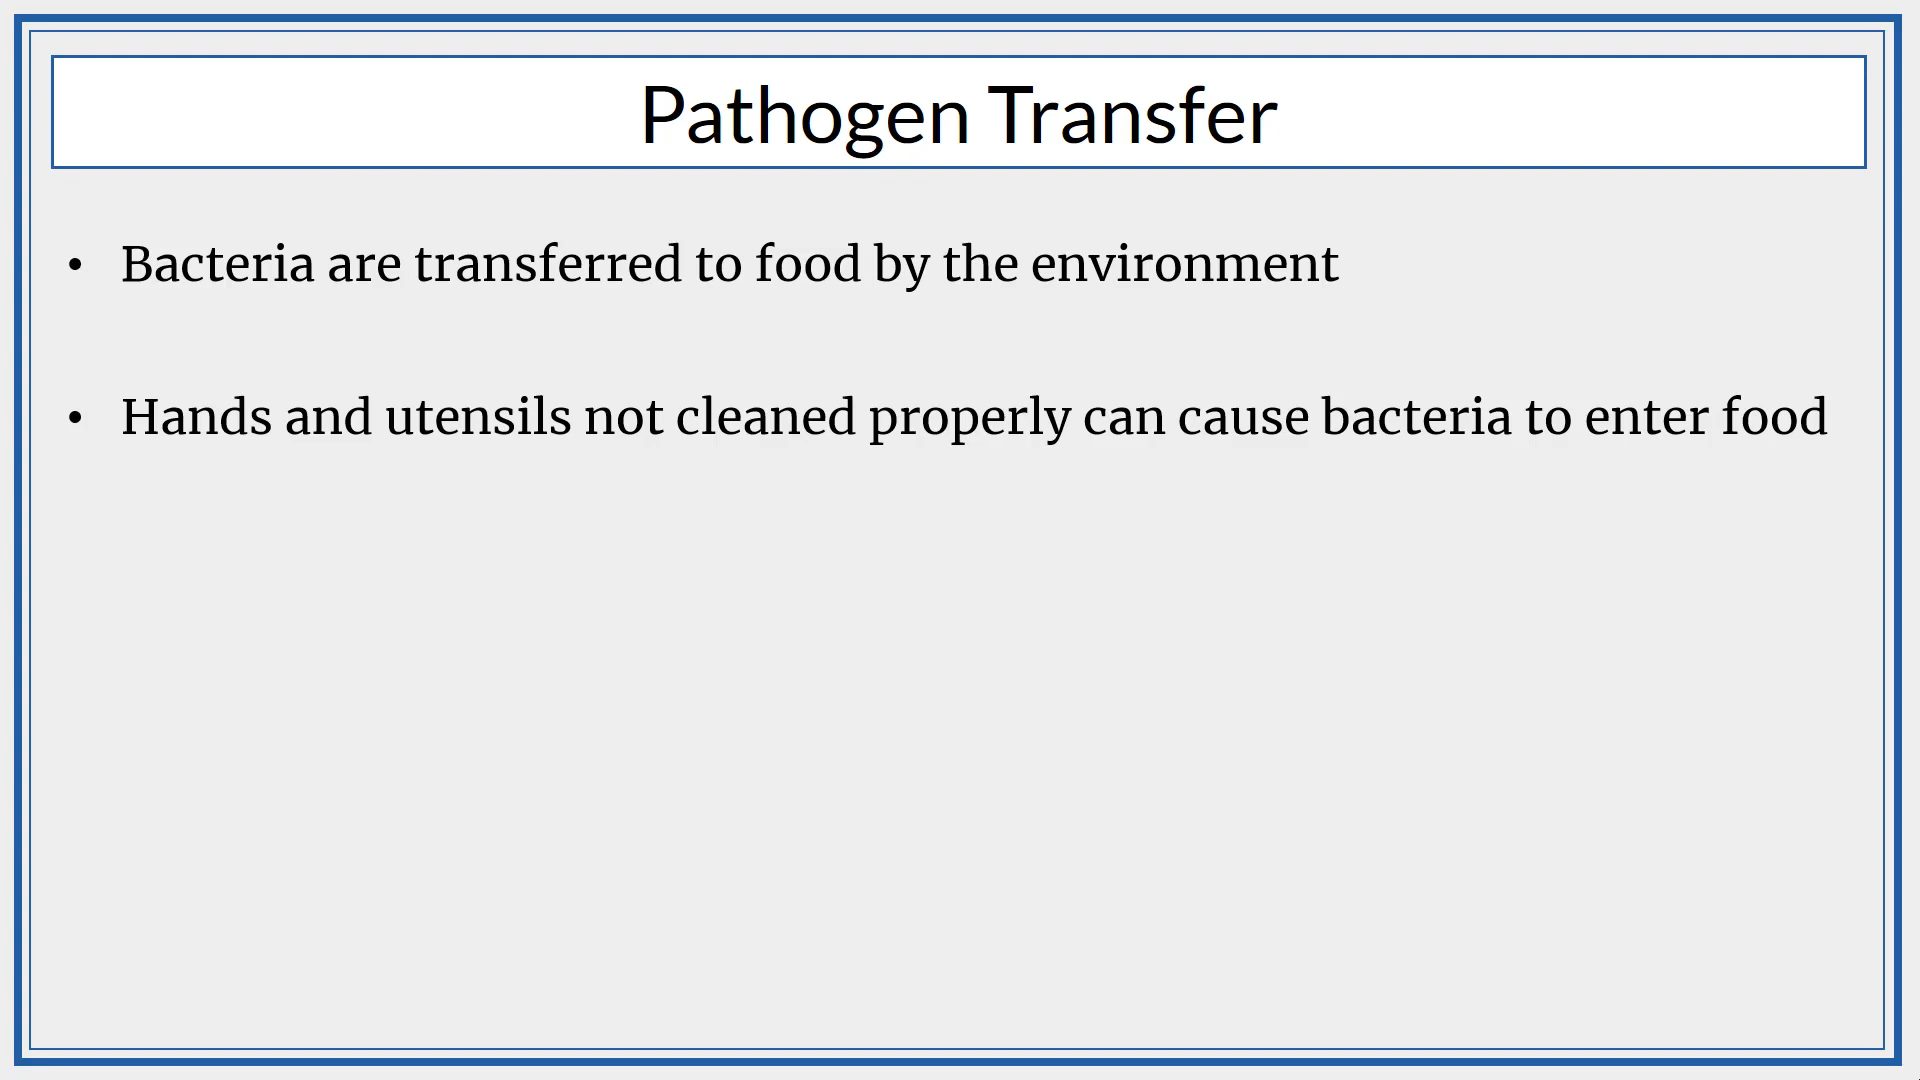 Pathogen Transfer
• Bacteria are transferred to food by the environment
• Hands and utensils not cleaned properly can cause bacteria to enter food